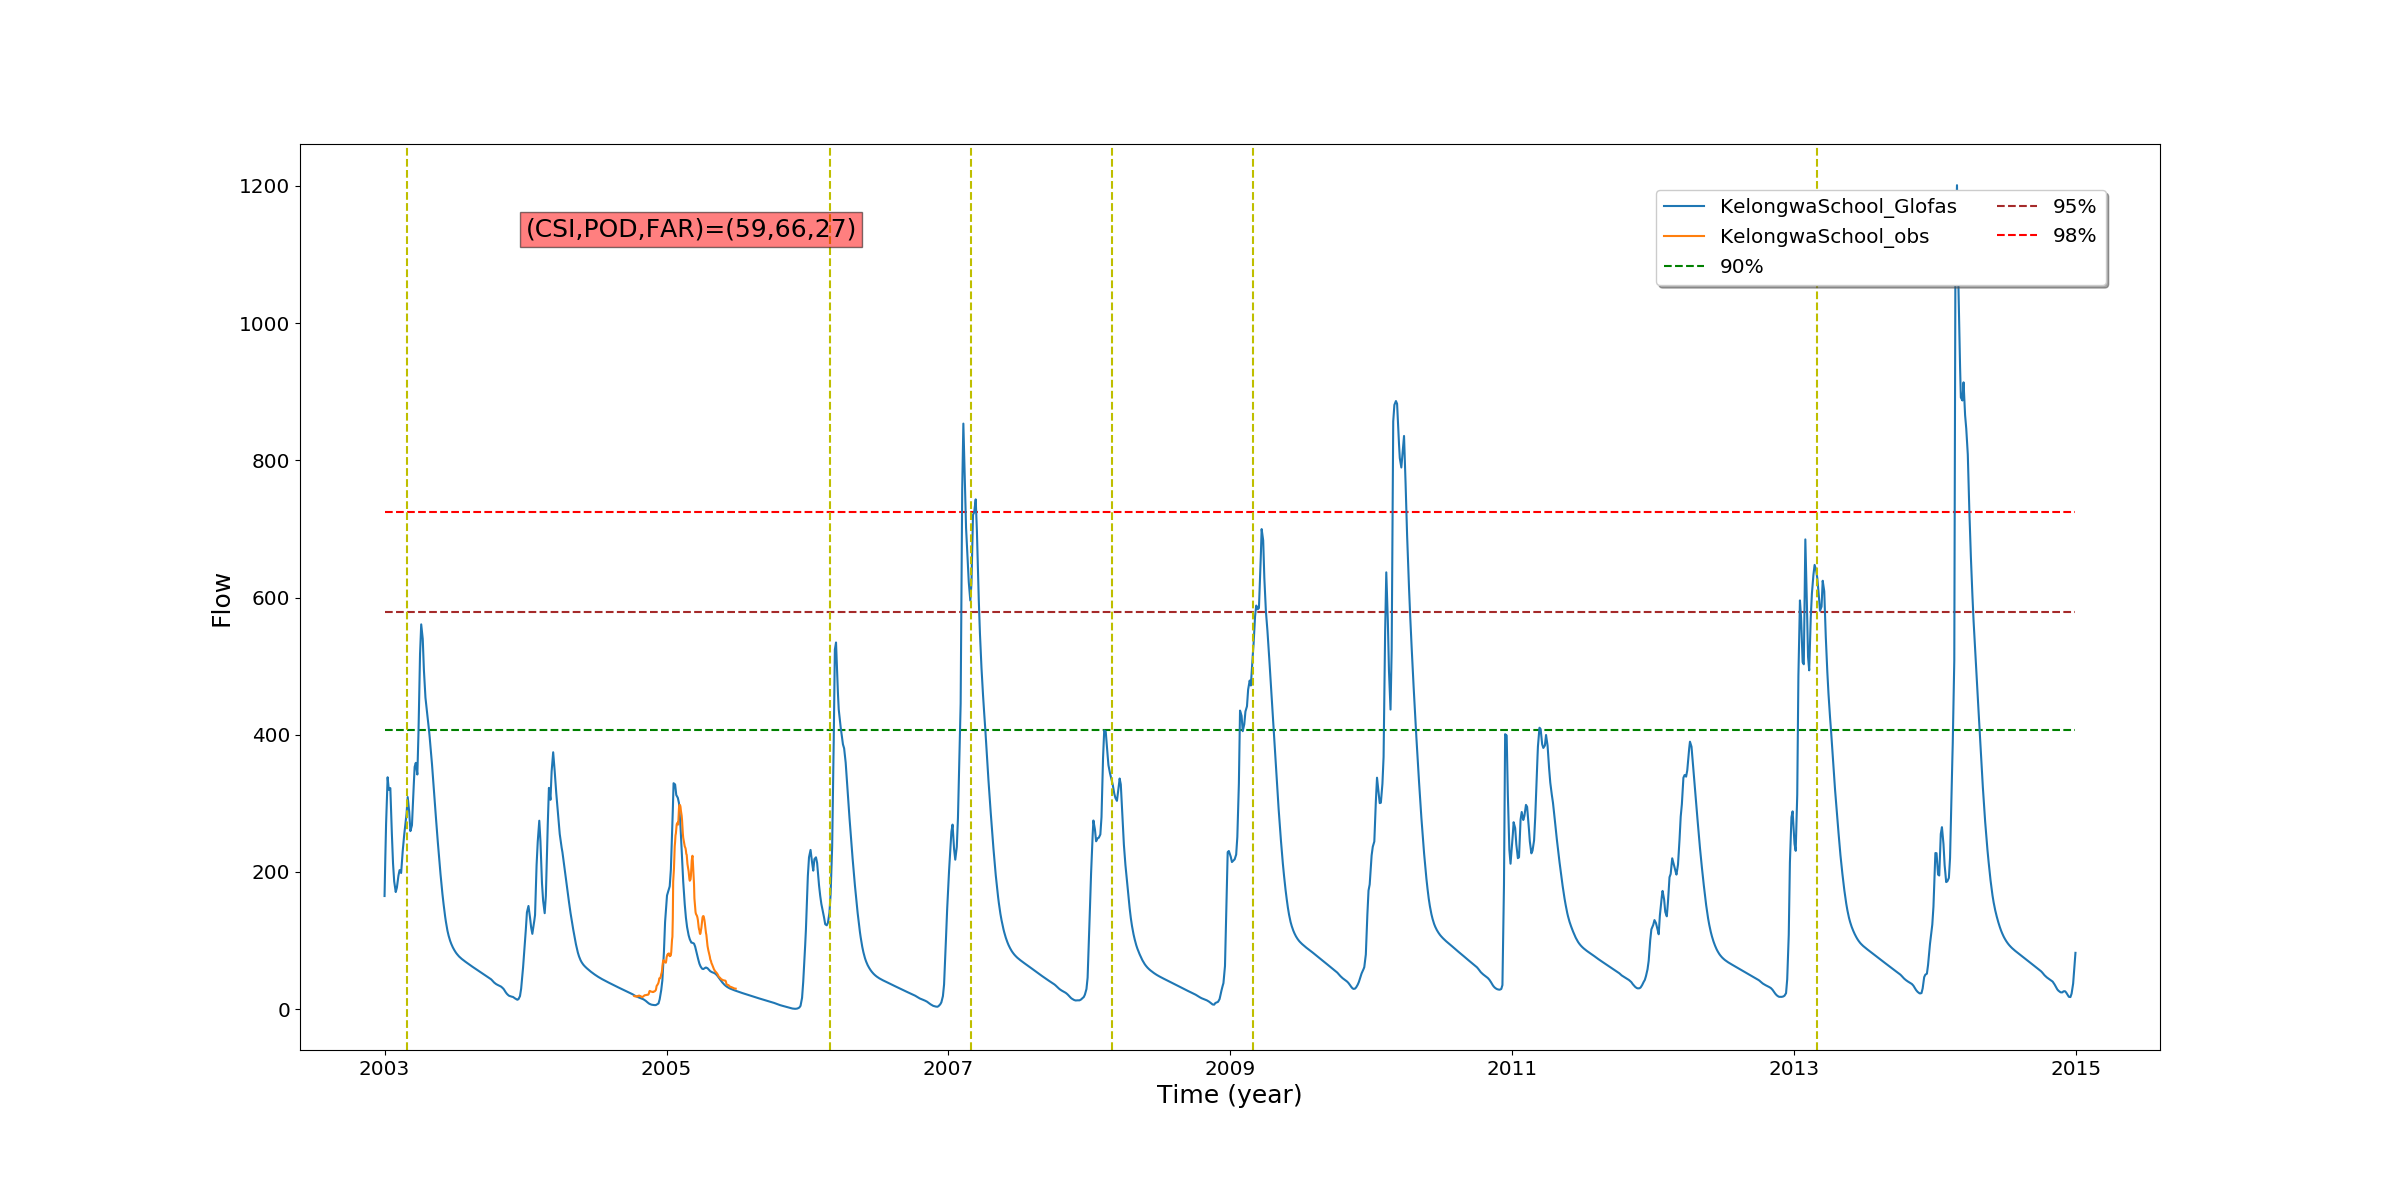 1200
1000
800
600
400
200
0
Flow
(CSI,POD,FAR)=(59,66,27)
KelongwaSchool_Glofas
KelongwaSchool_obs
90%
95%
98%
2003 2005 2007 2009 2011 2013 2015
Time (year)